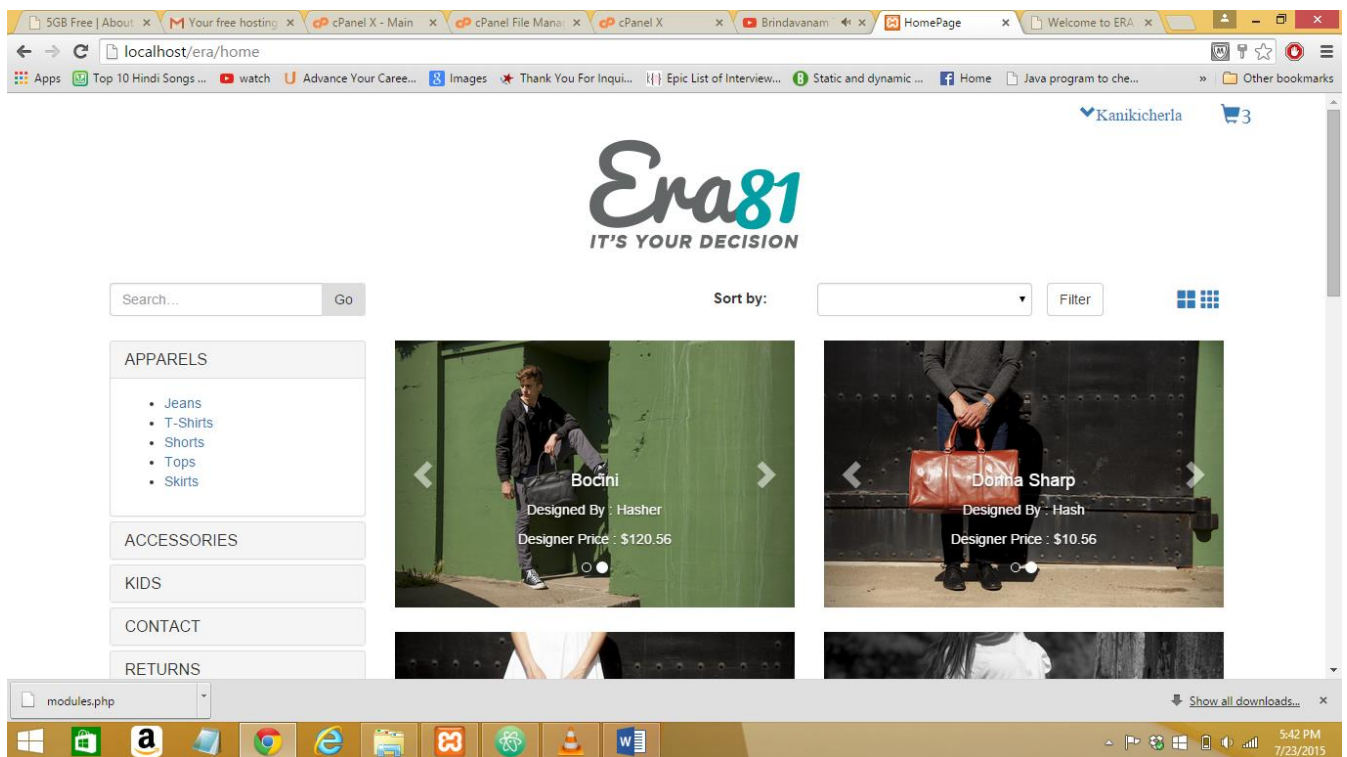 5GB Free | About
Your free hosting
cPanel X - Main
cPanel File Mana
cPanel X
Brindavanam
HomePage
Welcome to ERA
localhost/era/home
Apps
Top 10 Hindi Songs ...
watch
Advance Your Caree...
Images
Thank You For Inqui...
Epic List of Interview...
Static and dynamic ...
Home
Java program to che...
»
Other bookmarks
Kanikicherla
3
Era81
IT'S YOUR DECISION
Search...
Go
Sort by:
Filter
APPARELS
Jeans
T-Shirts
Shorts
Tops
Skirts
ACCESSORIES
KIDS
CONTACT
RETURNS
Bocini
Designed By : Hasher
Designer Price : $120.56
Donna Sharp
Designed By : Hash
Designer Price : $10.56
modules.php
Show all downloads...
5:42 PM
7/23/2015